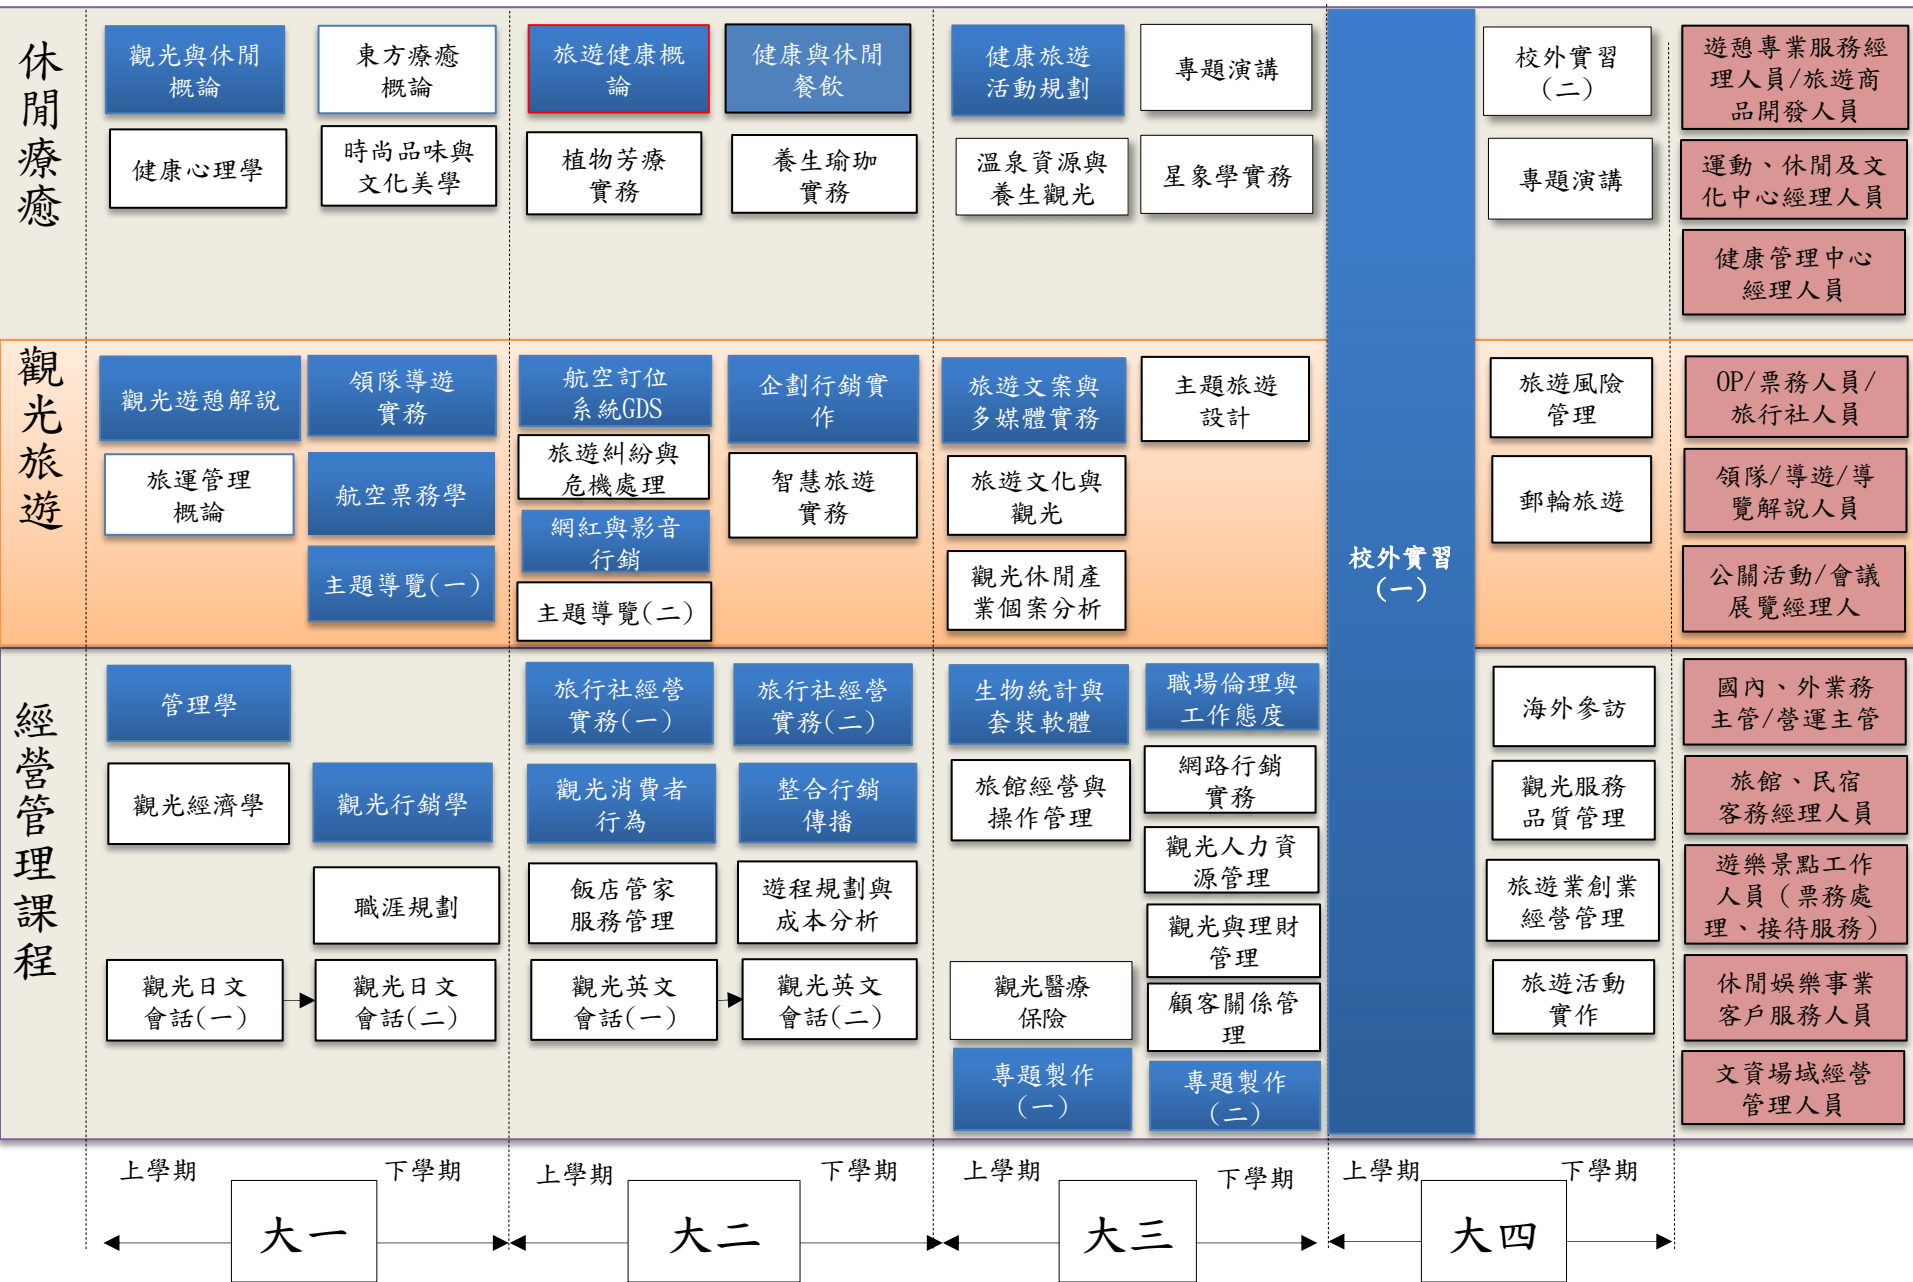 休閒療癒
觀光與休閒
概論
東方療癒
概論
旅遊健康概
論
健康與休閒
餐飲
健康旅遊
活動規劃
專題演講
校外實習
(二)
遊憩專業服務經
理人員/旅遊商
品開發人員
健康心理學
時尚品味與
文化美學
植物芳療
實務
養生瑜珈
實務
溫泉資源與
養生觀光
星象學實務
專題演講
運動、休閒及文
化中心經理人員
健康管理中心
經理人員
觀光旅遊
觀光遊憩解說
領隊導遊
實務
航空訂位
系統GDS
企劃行銷實
作
旅遊文案與
多媒體實務
主題旅遊
設計
旅遊風險
管理
OP/票務人員/
旅行社人員
旅運管理
概論
航空票務學
旅遊糾紛與
危機處理
智慧旅遊
實務
旅遊文化與
觀光
郵輪旅遊
領隊/導遊/導
覽解說人員
主題導覽(一)
網紅與影音
行銷
主題導覽(二)
觀光休閒產
業個案分析
校外實習
(一)
公關活動/會議
展覽經理人
經營管理課程
管理學
旅行社經營
實務(一)
旅行社經營
實務(二)
生物統計與
套裝軟體
職場倫理與
工作態度
海外參訪
國內、外業務
主管/營運主管
觀光經濟學
觀光行銷學
觀光消費者
行為
整合行銷
傳播
旅館經營與
操作管理
網路行銷
實務
觀光服務
品質管理
旅館、民宿
客務經理人員
職涯規劃
飯店管家
服務管理
遊程規劃與
成本分析
觀光人力資
源管理
觀光與理財
管理
旅遊業創業
經營管理
遊樂景點工作
人員（票務處
理、接待服務）
觀光日文
會話(一)
觀光日文
會話(二)
觀光英文
會話(一)
觀光英文
會話(二)
觀光醫療
保險
顧客關係管
理
旅遊活動
實作
休閒娛樂事業
客戶服務人員
專題製作
(一)
專題製作
(二)
文資場域經營
管理人員
上學期
下學期
上學期
下學期
上學期
下學期
上學期
下學期
大一
大二
大三
大四